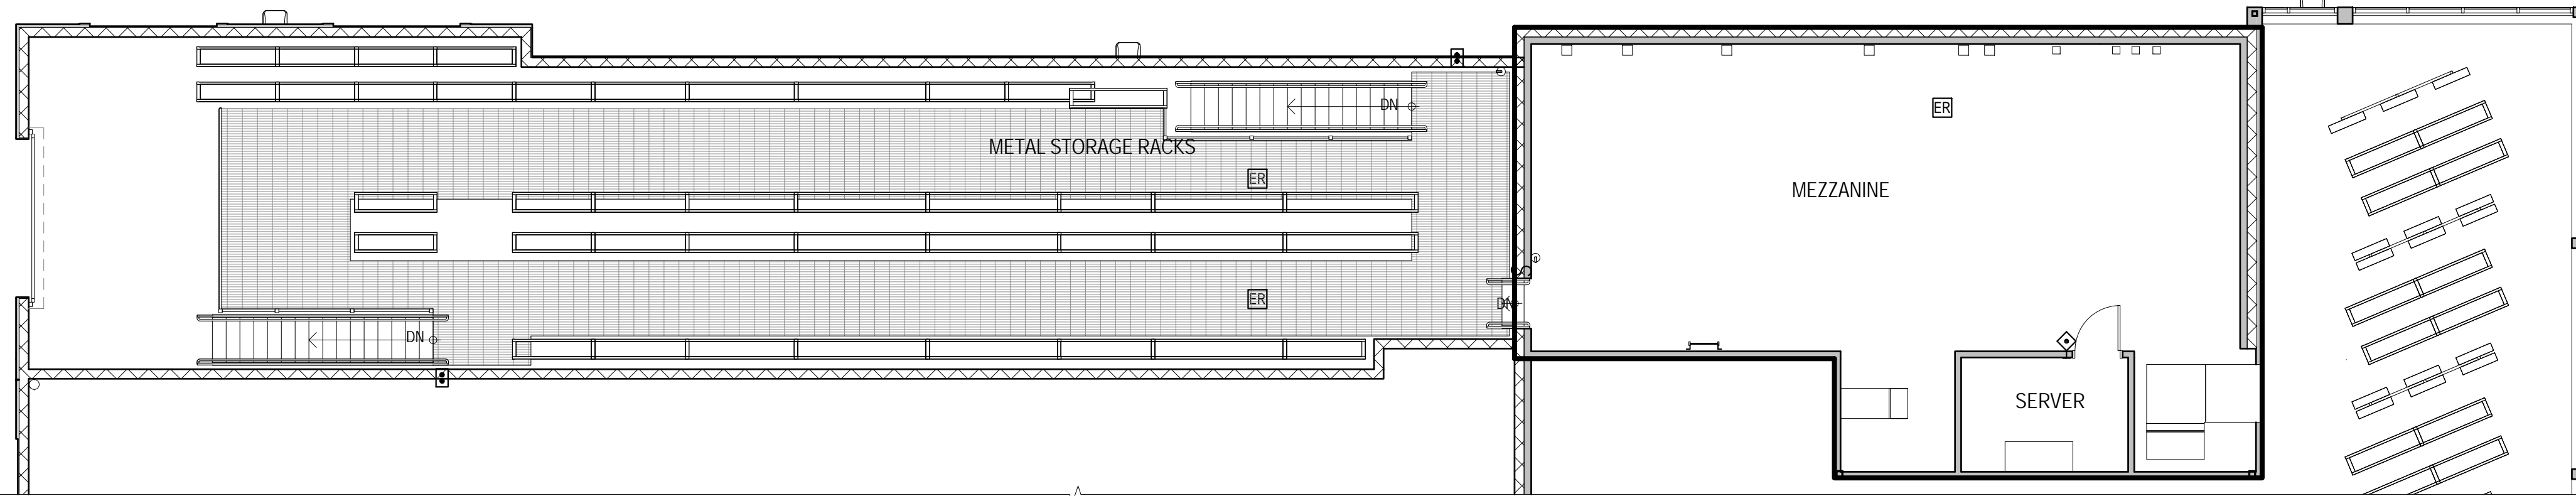 DN
METAL STORAGE RACKS
ER
ER
DN
DN
ER
MEZZANINE
SERVER